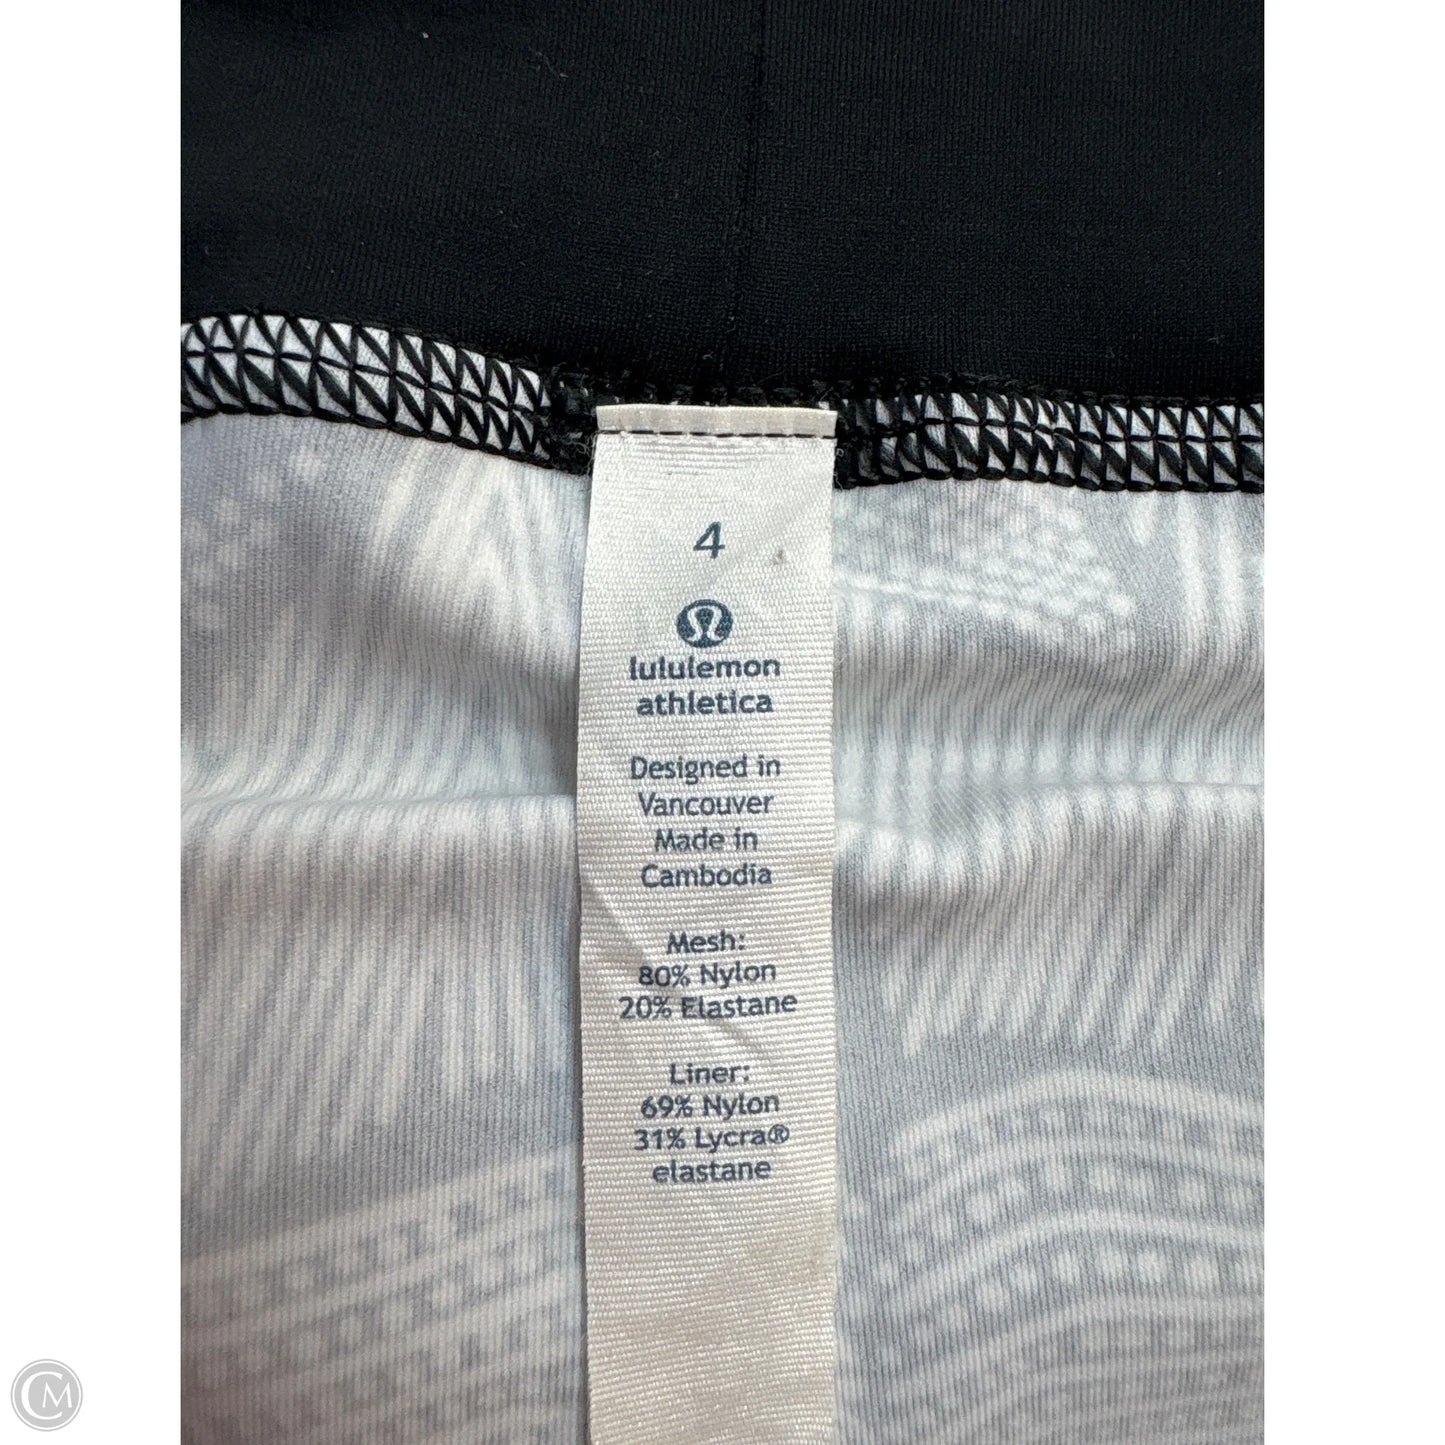 4
lululemon
athletica
Designed in
Vancouver
Made in
Cambodia
Mesh:
80% Nylon
20% Elastane
Liner:
69% Nylon
31% Lycra®
elastane
CM